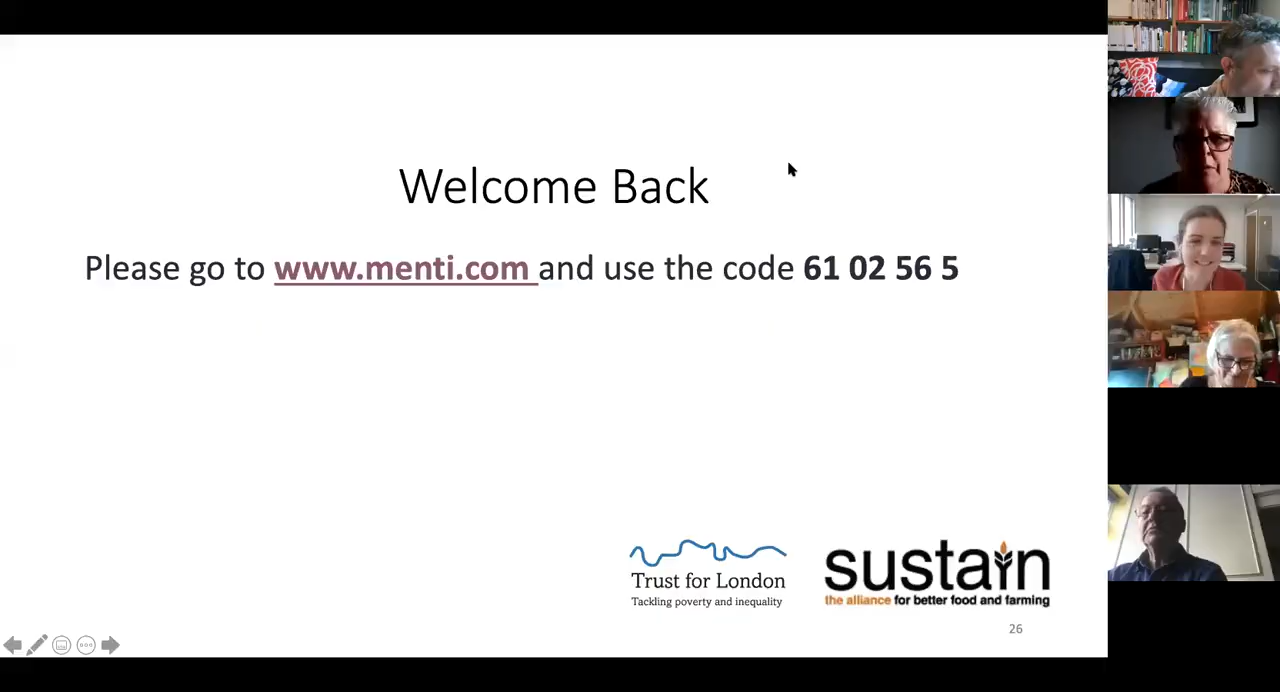 Welcome Back
Please go to www.menti.com and use the code 61 02 56 5
Trust for London
Tackling poverty and inequality
sustain
the alliance for better food and farming
26